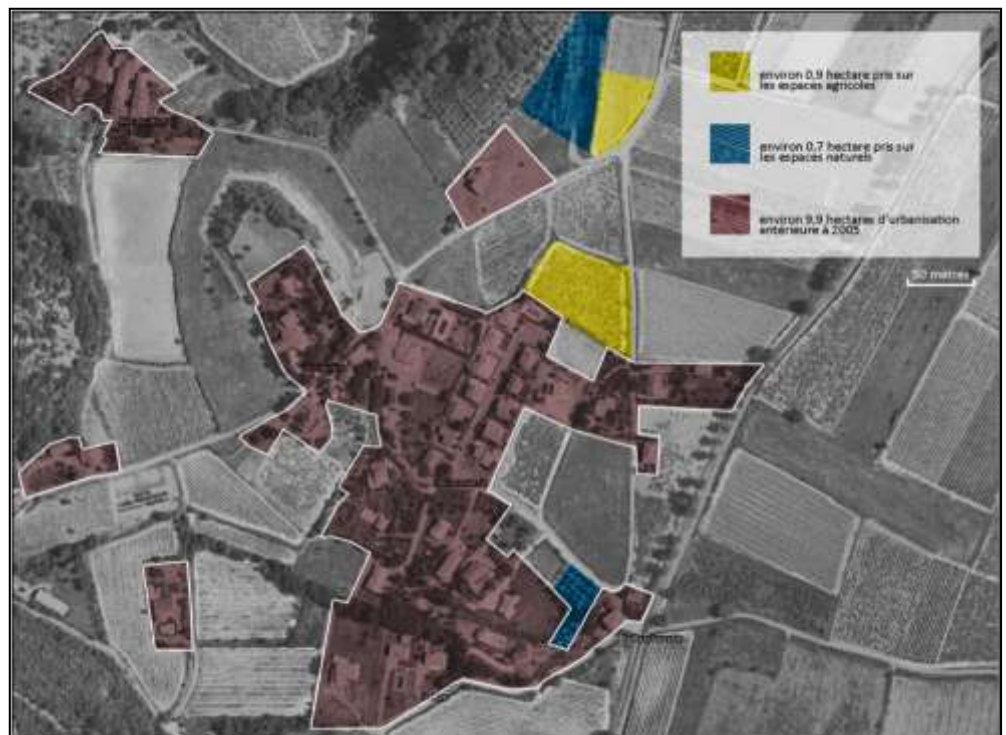 environ 0,9 hectare pris sur
les espaces agricoles
environ 0,7 hectare pris sur
les espaces naturels
environ 9,9 hectares d'urbanisation
antérieure à 2005
50 mètres